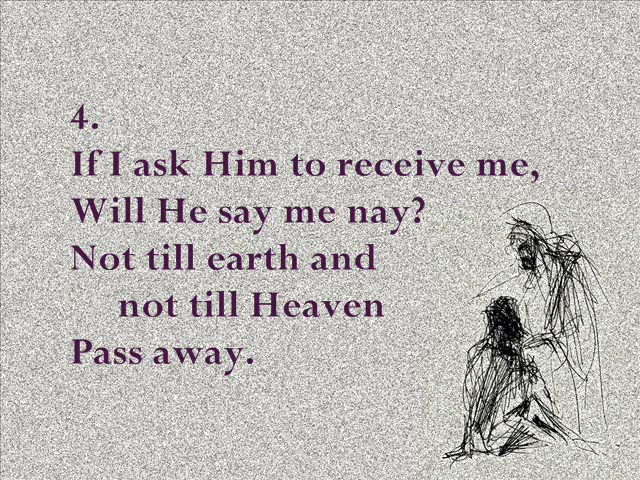 4.
If I ask Him to receive me,
Will He say me nay?
Not till earth and
not till Heaven
Pass away.